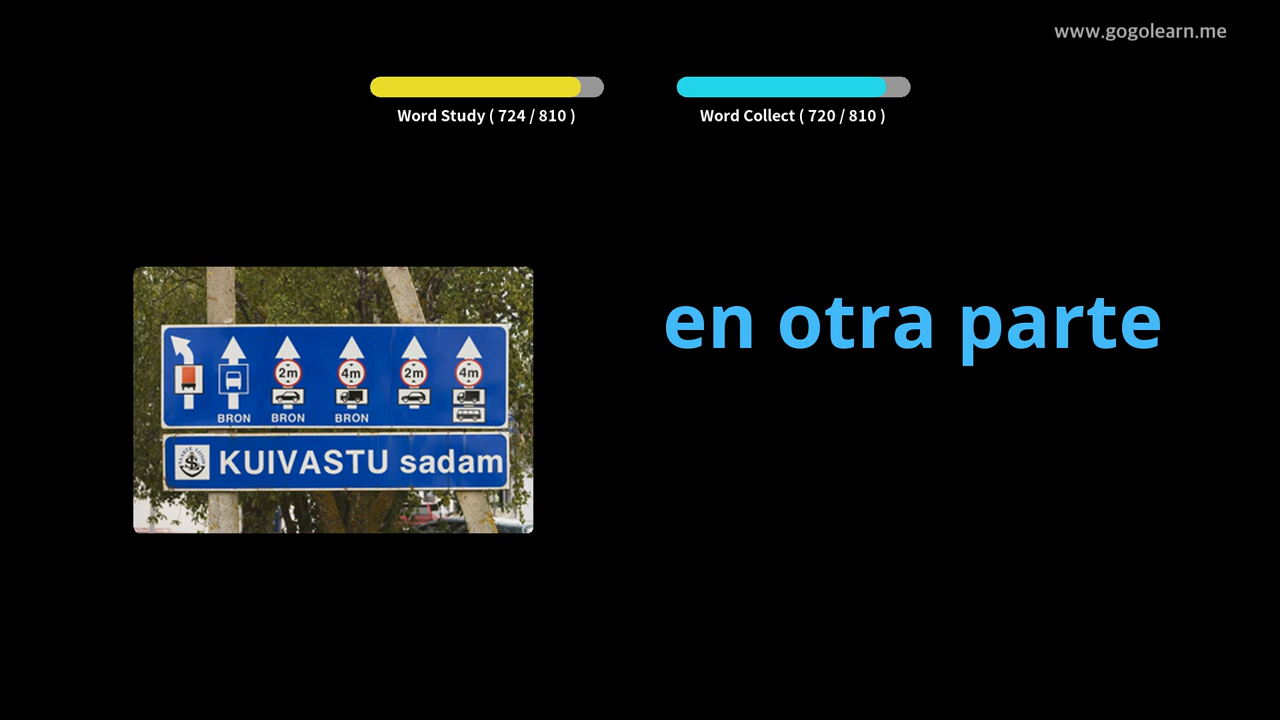 www.gogolearn.me
Word Study ( 724 / 810 )
Word Collect ( 720 / 810 )
en otra parte
2m 4m 2m 4m
BRON BRON BRON
KUIVASTU sadam